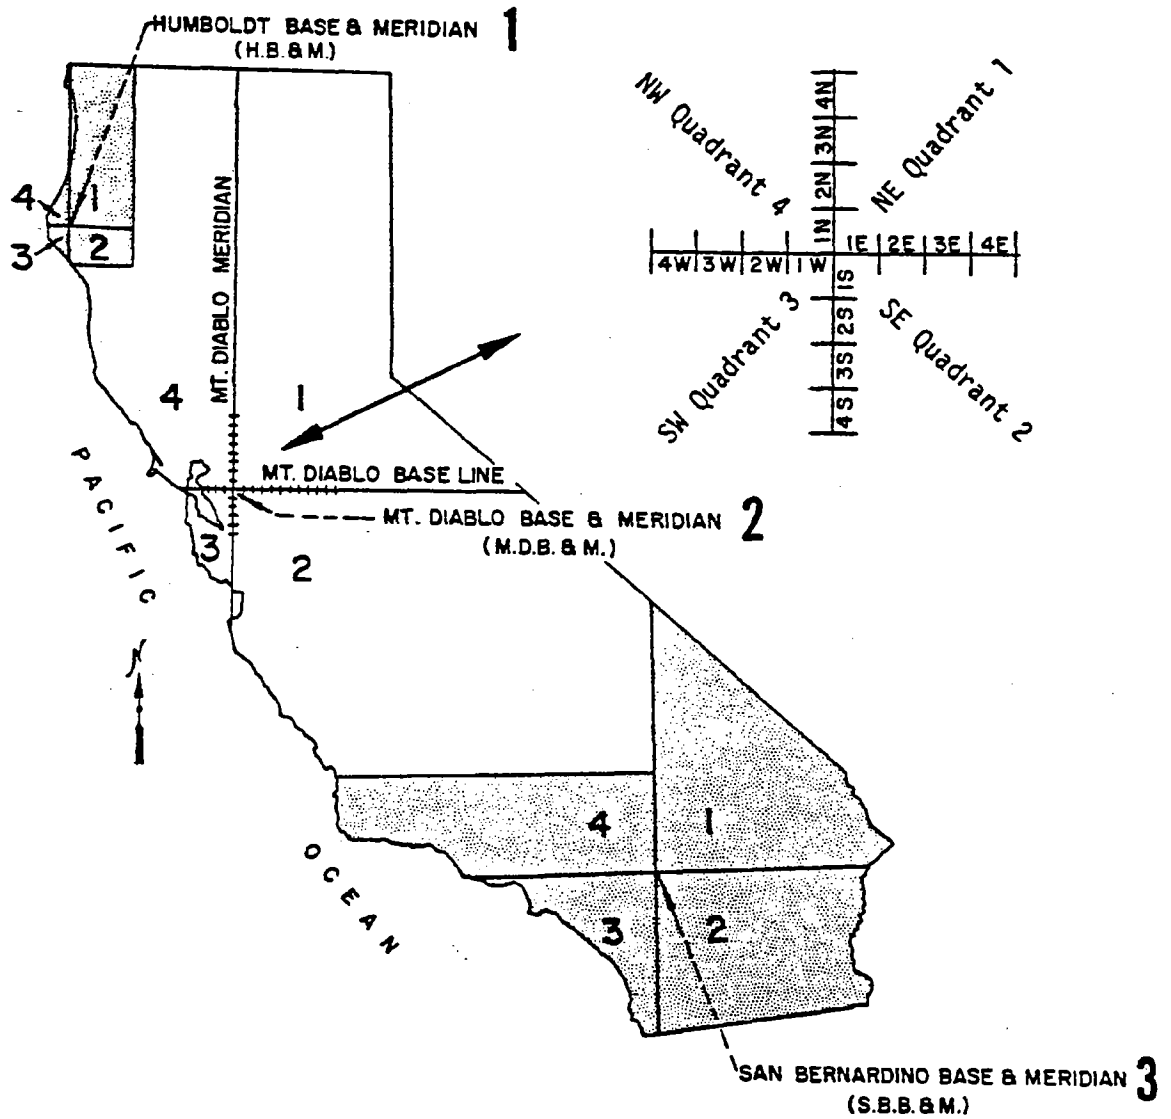 HUMBOLDT BASE & MERIDIAN 1
(H.B.&M.)
NW Quadrant 4
NE Quadrant 1
4N
3N
2N
1N
4W 3W 2W 1W
1E 2E 3E 4E
1S
2S
3S
4S
SW Quadrant 3
SE Quadrant 2
4
1
3
2
MT. DIABLO MERIDIAN
4
1
MT. DIABLO BASE LINE
MT. DIABLO BASE & MERIDIAN 2
(M.D.B. & M.)
3
2
PACIFIC
N
4
1
3
2
OCEAN
SAN BERNARDINO BASE & MERIDIAN 3
(S.B.B.& M.)